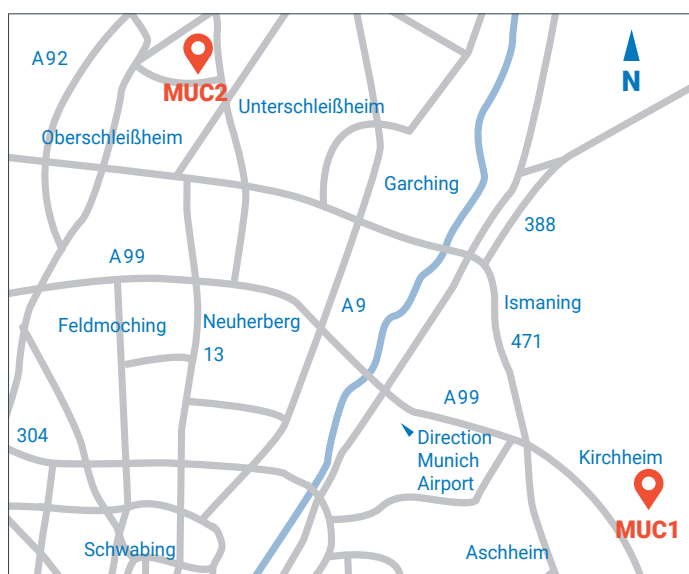 A92
MUC2
Unterschleißheim
N
Oberschleißheim
Garching
388
A99
Ismaning
A9
Feldmoching
Neuherberg
471
13
A99
304
Direction
Munich
Airport
Kirchheim
MUC1
Schwabing
Aschheim